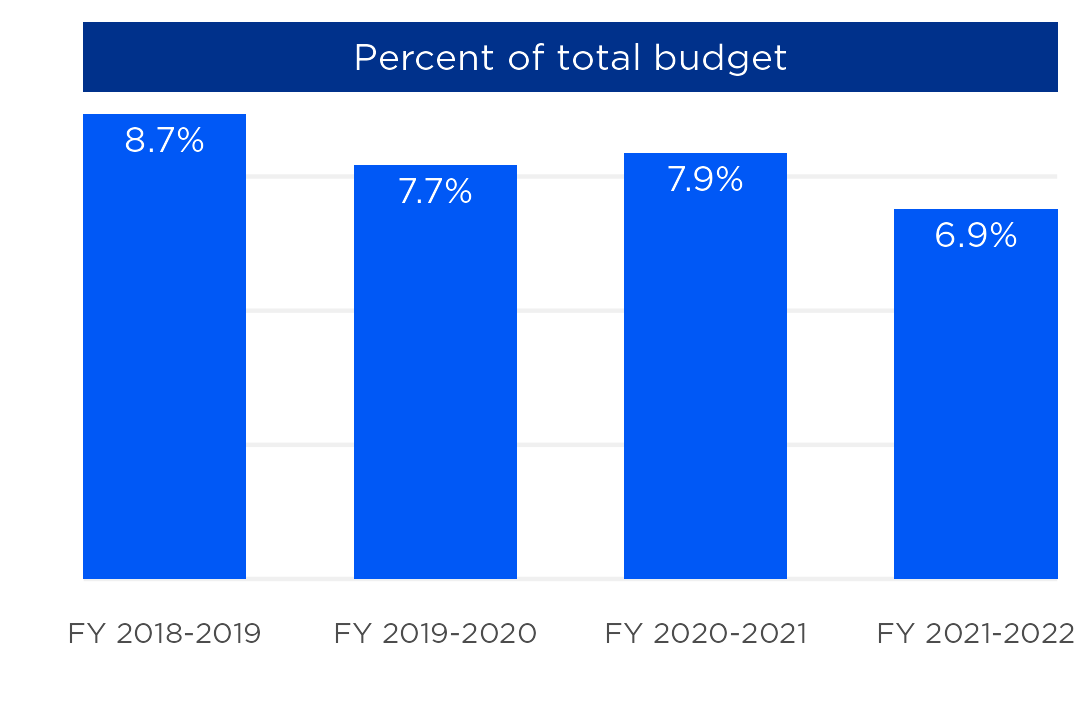 Percent of total budget
8.7%
7.7%
7.9%
6.9%
FY 2018-2019
FY 2019-2020
FY 2020-2021
FY 2021-2022